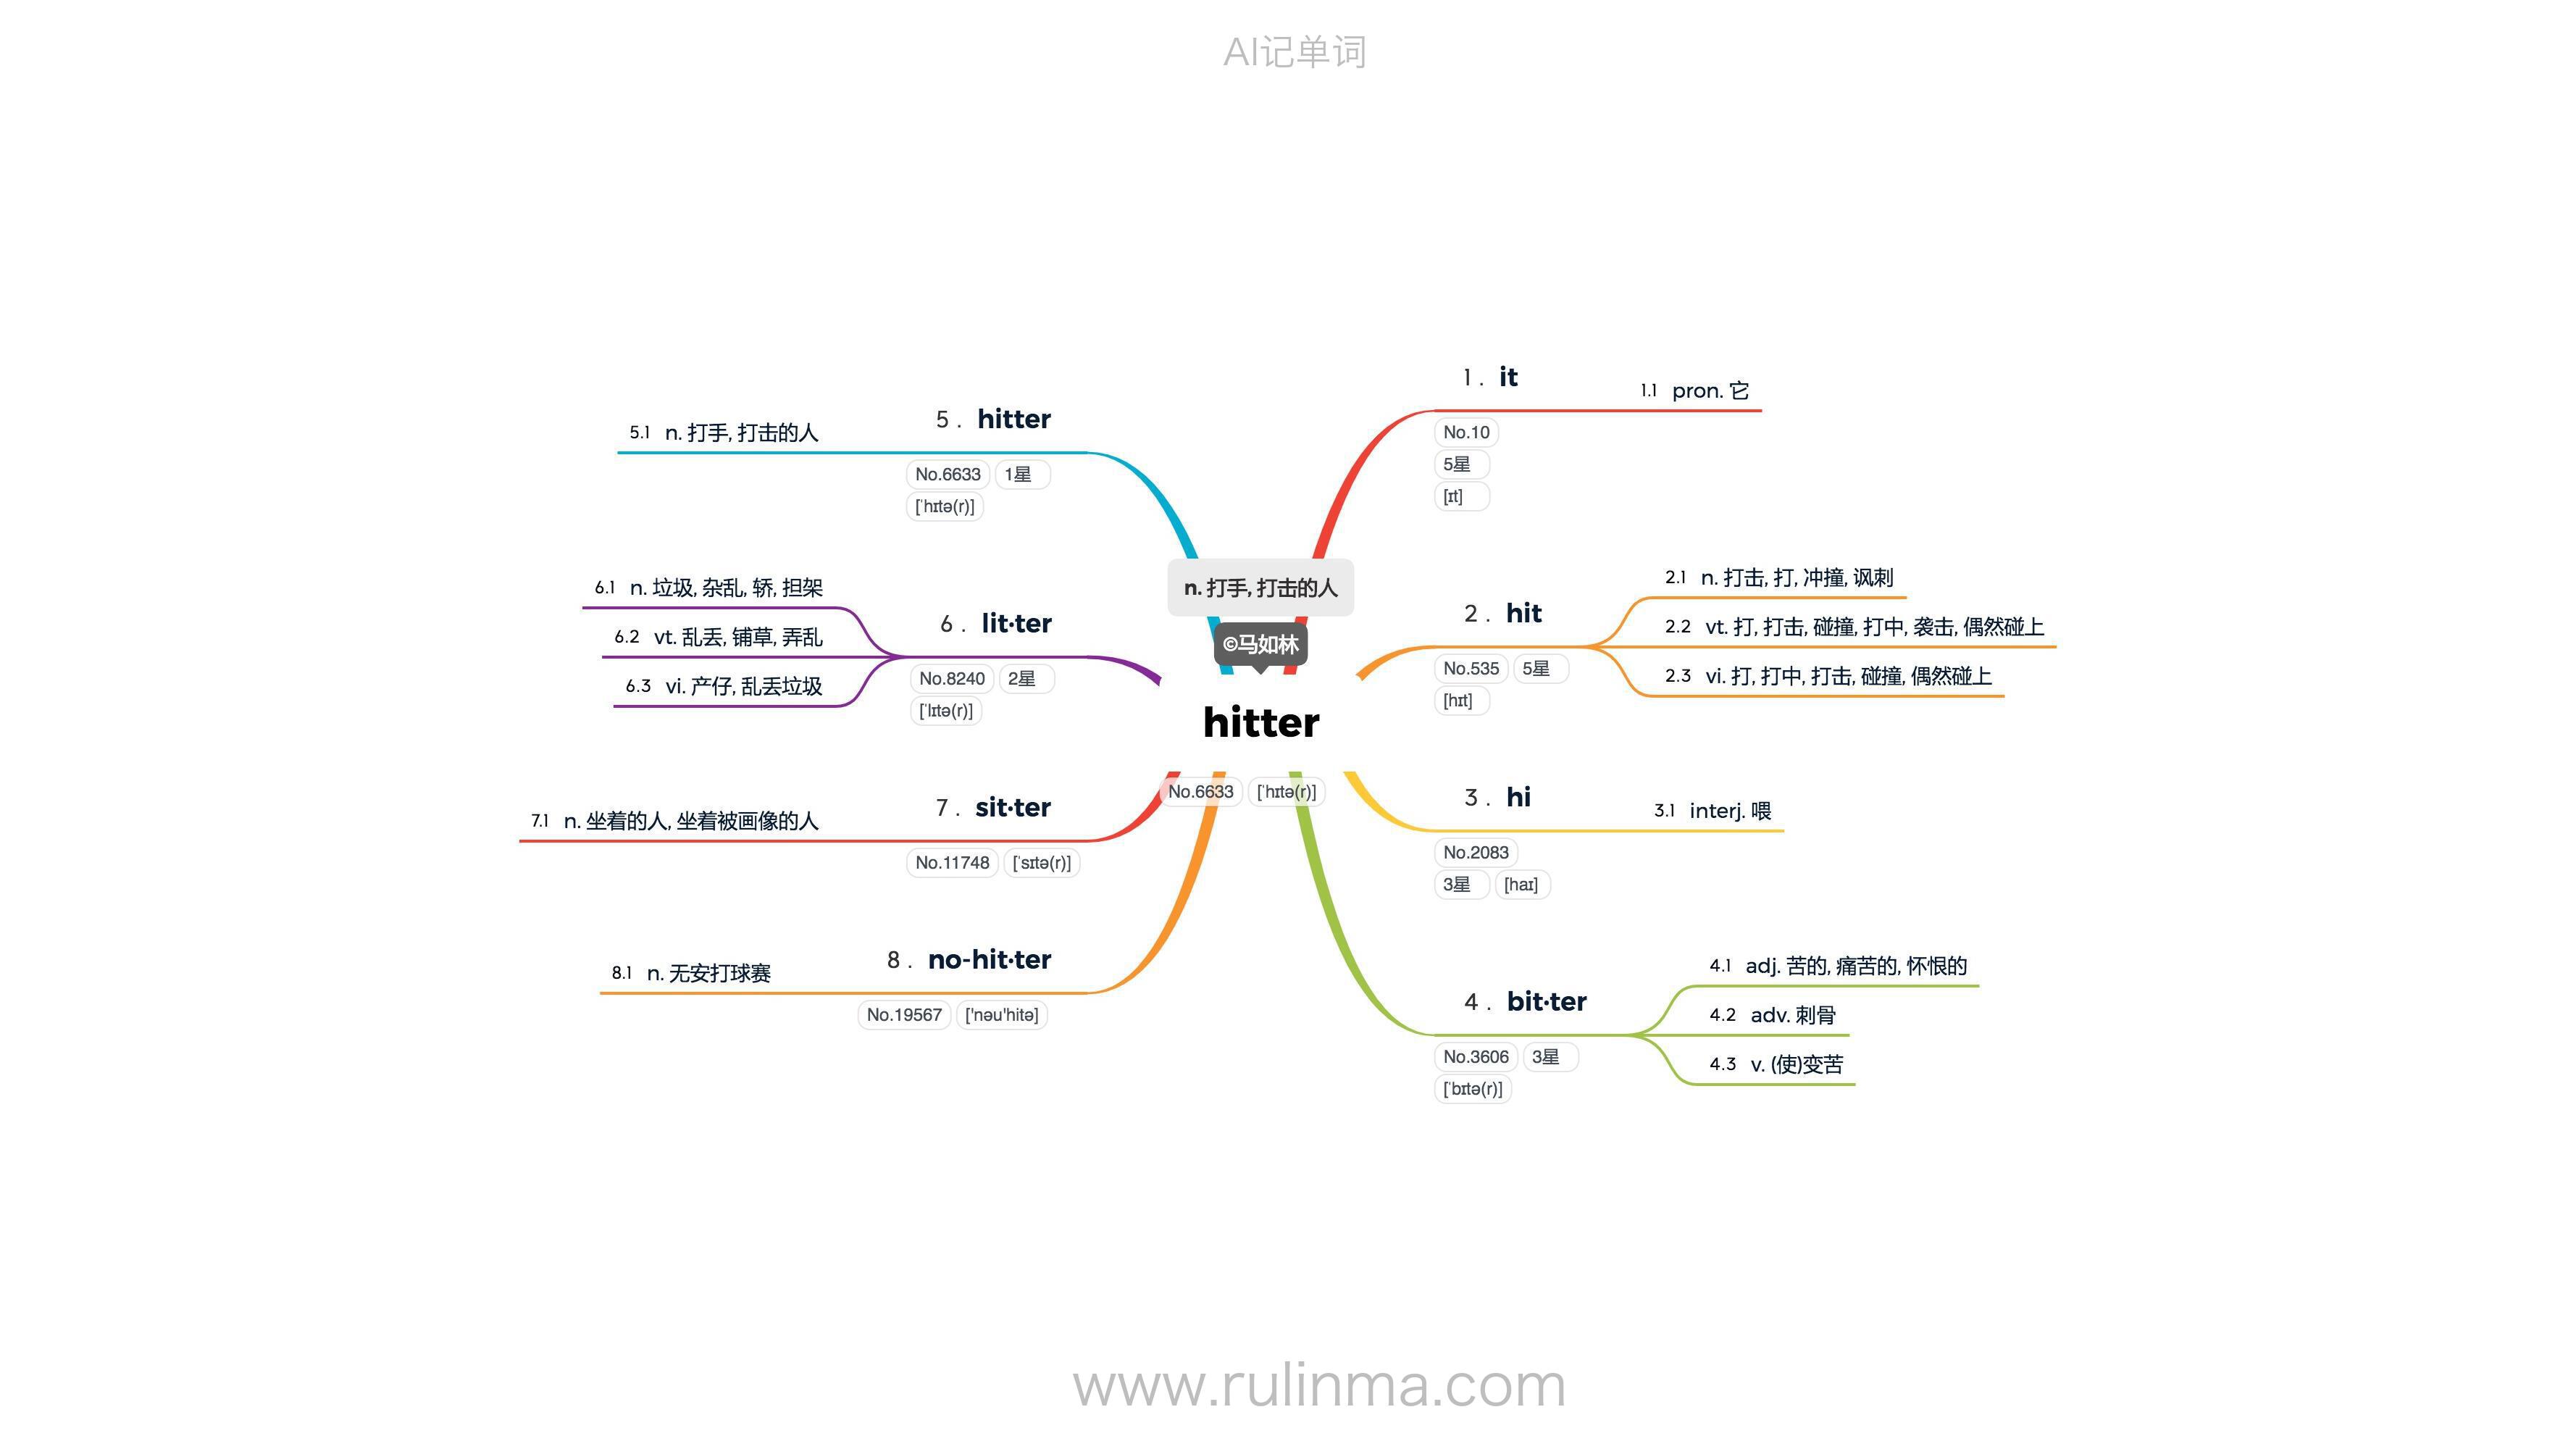 AI记单词
n. 打手, 打击的人
©马如林
hitter
No.6633 ['hɪtə(r)]
1 . it
No.10
5星
[ɪt]
1.1 pron. 它
2 . hit
No.535 5星
[hɪt]
2.1 n. 打击, 打, 冲撞, 讽刺
2.2 vt. 打, 打击, 碰撞, 打中, 袭击, 偶然碰上
2.3 vi. 打, 打中, 打击, 碰撞, 偶然碰上
3 . hi
No.2083
3星 [haɪ]
3.1 interj. 喂
4 . bit·ter
No.3606 3星
['bɪtə(r)]
4.1 adj. 苦的, 痛苦的, 怀恨的
4.2 adv. 刺骨
4.3 v. (使)变苦
5 . hitter
No.6633 1星
['hɪtə(r)]
5.1 n. 打手, 打击的人
6 . lit·ter
No.8240 2星
['lɪtə(r)]
6.1 n. 垃圾, 杂乱, 轿, 担架
6.2 vt. 乱丢, 铺草, 弄乱
6.3 vi. 产仔, 乱丢垃圾
7 . sit·ter
No.11748 ['sɪtə(r)]
7.1 n. 坐着的人, 坐着被画像的人
8 . no-hit·ter
No.19567 ['nəu'hitə]
8.1 n. 无安打球赛
www.rulinma.com